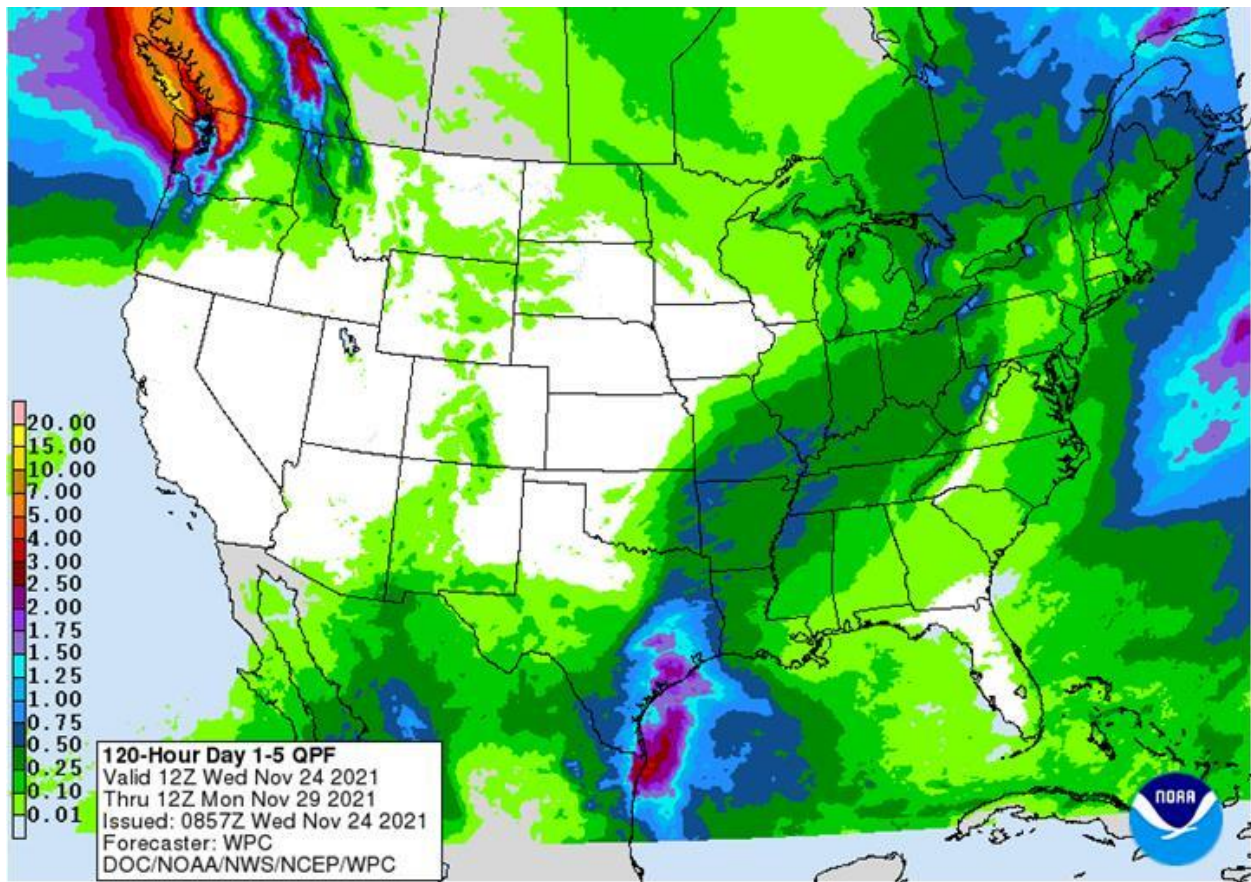 20.00
15.00
10.00
7.00
5.00
4.00
3.00
2.50
2.00
1.75
1.50
1.25
1.00
0.75
0.50
0.25
0.10
0.01
120-Hour Day 1-5 QPF
Valid 12Z Wed Nov 24 2021
Thru 12Z Mon Nov 29 2021
Issued: 0857Z Wed Nov 24 2021
Forecaster: WPC
DOC/NOAA/NWS/NCEP/WPC
NOAA